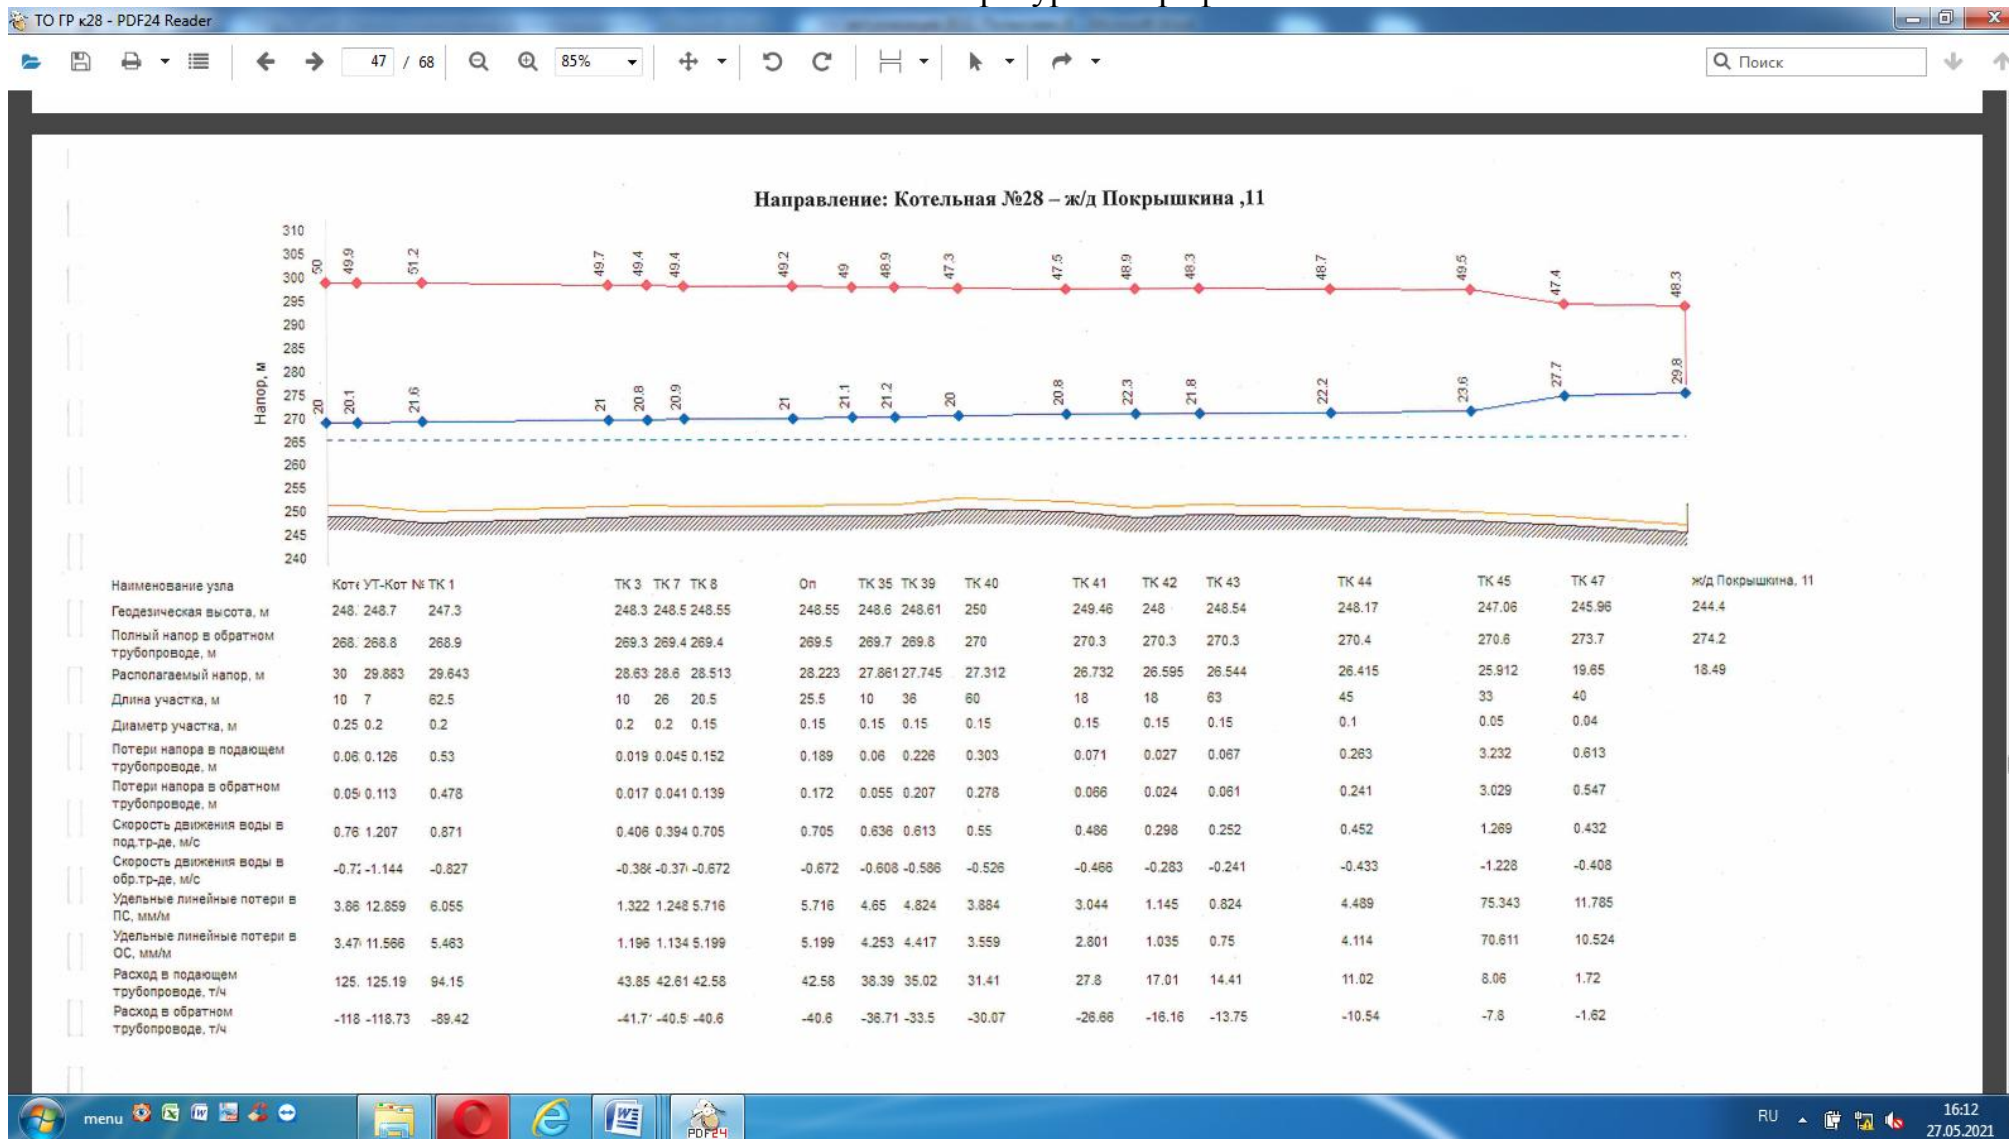 ТО ГР к28 - PDF24 Reader
47 / 68
85%
Поиск
Направление: Котельная №28 – ж/д Покрышкина ,11
Напор, м
310
305
300
295
290
285
280
275
270
265
260
255
250
245
240
50 49.9 51.2 49.7 49.4 49.4 49.2 49 48.9 47.3 47.5 48.9 48.3 48.7 49.5 47.4 48.3
20 20.1 21.6 21 20.8 20.9 21 21.1 21.2 20 20.8 22.3 21.8 22.2 23.6 27.7 29.8
Наименование узла Коте УТ-Кот № ТК 1 ТК 3 ТК 7 ТК 8 Оп ТК 35 ТК 39 ТК 40 ТК 41 ТК 42 ТК 43 ТК 44 ТК 45 ТК 47 ж/д Покрышкина, 11
Геодезическая высота, м 248. 248.7 247.3 248.3 248.5 248.55 248.55 248.6 248.61 250 249.46 248 248.54 248.17 247.06 245.96 244.4
Полный напор в обратном
трубопроводе, м 268. 268.8 268.9 269.3 269.4 269.4 269.5 269.7 269.8 270 270.3 270.3 270.3 270.4 270.6 273.7 274.2
Располагаемый напор, м 30 29.883 29.643 28.63 28.6 28.513 28.223 27.861 27.745 27.312 26.732 26.595 26.544 26.415 25.912 19.65 18.49
Длина участка, м 10 7 62.5 10 26 20.5 25.5 10 36 60 18 18 63 45 33 40
Диаметр участка, м 0.25 0.2 0.2 0.2 0.2 0.15 0.15 0.15 0.15 0.15 0.15 0.15 0.15 0.1 0.05 0.04
Потери напора в подающем
трубопроводе, м 0.06 0.126 0.53 0.019 0.045 0.152 0.189 0.06 0.226 0.303 0.071 0.027 0.067 0.263 3.232 0.613
Потери напора в обратном
трубопроводе, м 0.05 0.113 0.478 0.017 0.041 0.139 0.172 0.055 0.207 0.278 0.066 0.024 0.061 0.241 3.029 0.547
Скорость движения воды в
под.тр-де, м/с 0.76 1.207 0.871 0.406 0.394 0.705 0.705 0.636 0.613 0.55 0.486 0.298 0.252 0.452 1.269 0.432
Скорость движения воды в
обр.тр-де, м/с -0.72 -1.144 -0.827 -0.386 -0.37 -0.672 -0.672 -0.608 -0.586 -0.526 -0.466 -0.283 -0.241 -0.433 -1.228 -0.408
Удельные линейные потери в
ПС, мм/м 3.86 12.859 6.055 1.322 1.248 5.716 5.716 4.65 4.824 3.884 3.044 1.145 0.824 4.489 75.343 11.785
Удельные линейные потери в
ОС, мм/м 3.47 11.566 5.463 1.196 1.134 5.199 5.199 4.253 4.417 3.559 2.801 1.035 0.75 4.114 70.611 10.524
Расход в подающем
трубопроводе, т/ч 125. 125.19 94.15 43.85 42.61 42.58 42.58 38.39 35.02 31.41 27.8 17.01 14.41 11.02 8.06 1.72
Расход в обратном
трубопроводе, т/ч -118 -118.73 -89.42 -41.7 -40.5 -40.6 -40.6 -36.71 -33.5 -30.07 -26.66 -16.16 -13.75 -10.54 -7.8 -1.62
menu
PDF24
RU
16:12
27.05.2021